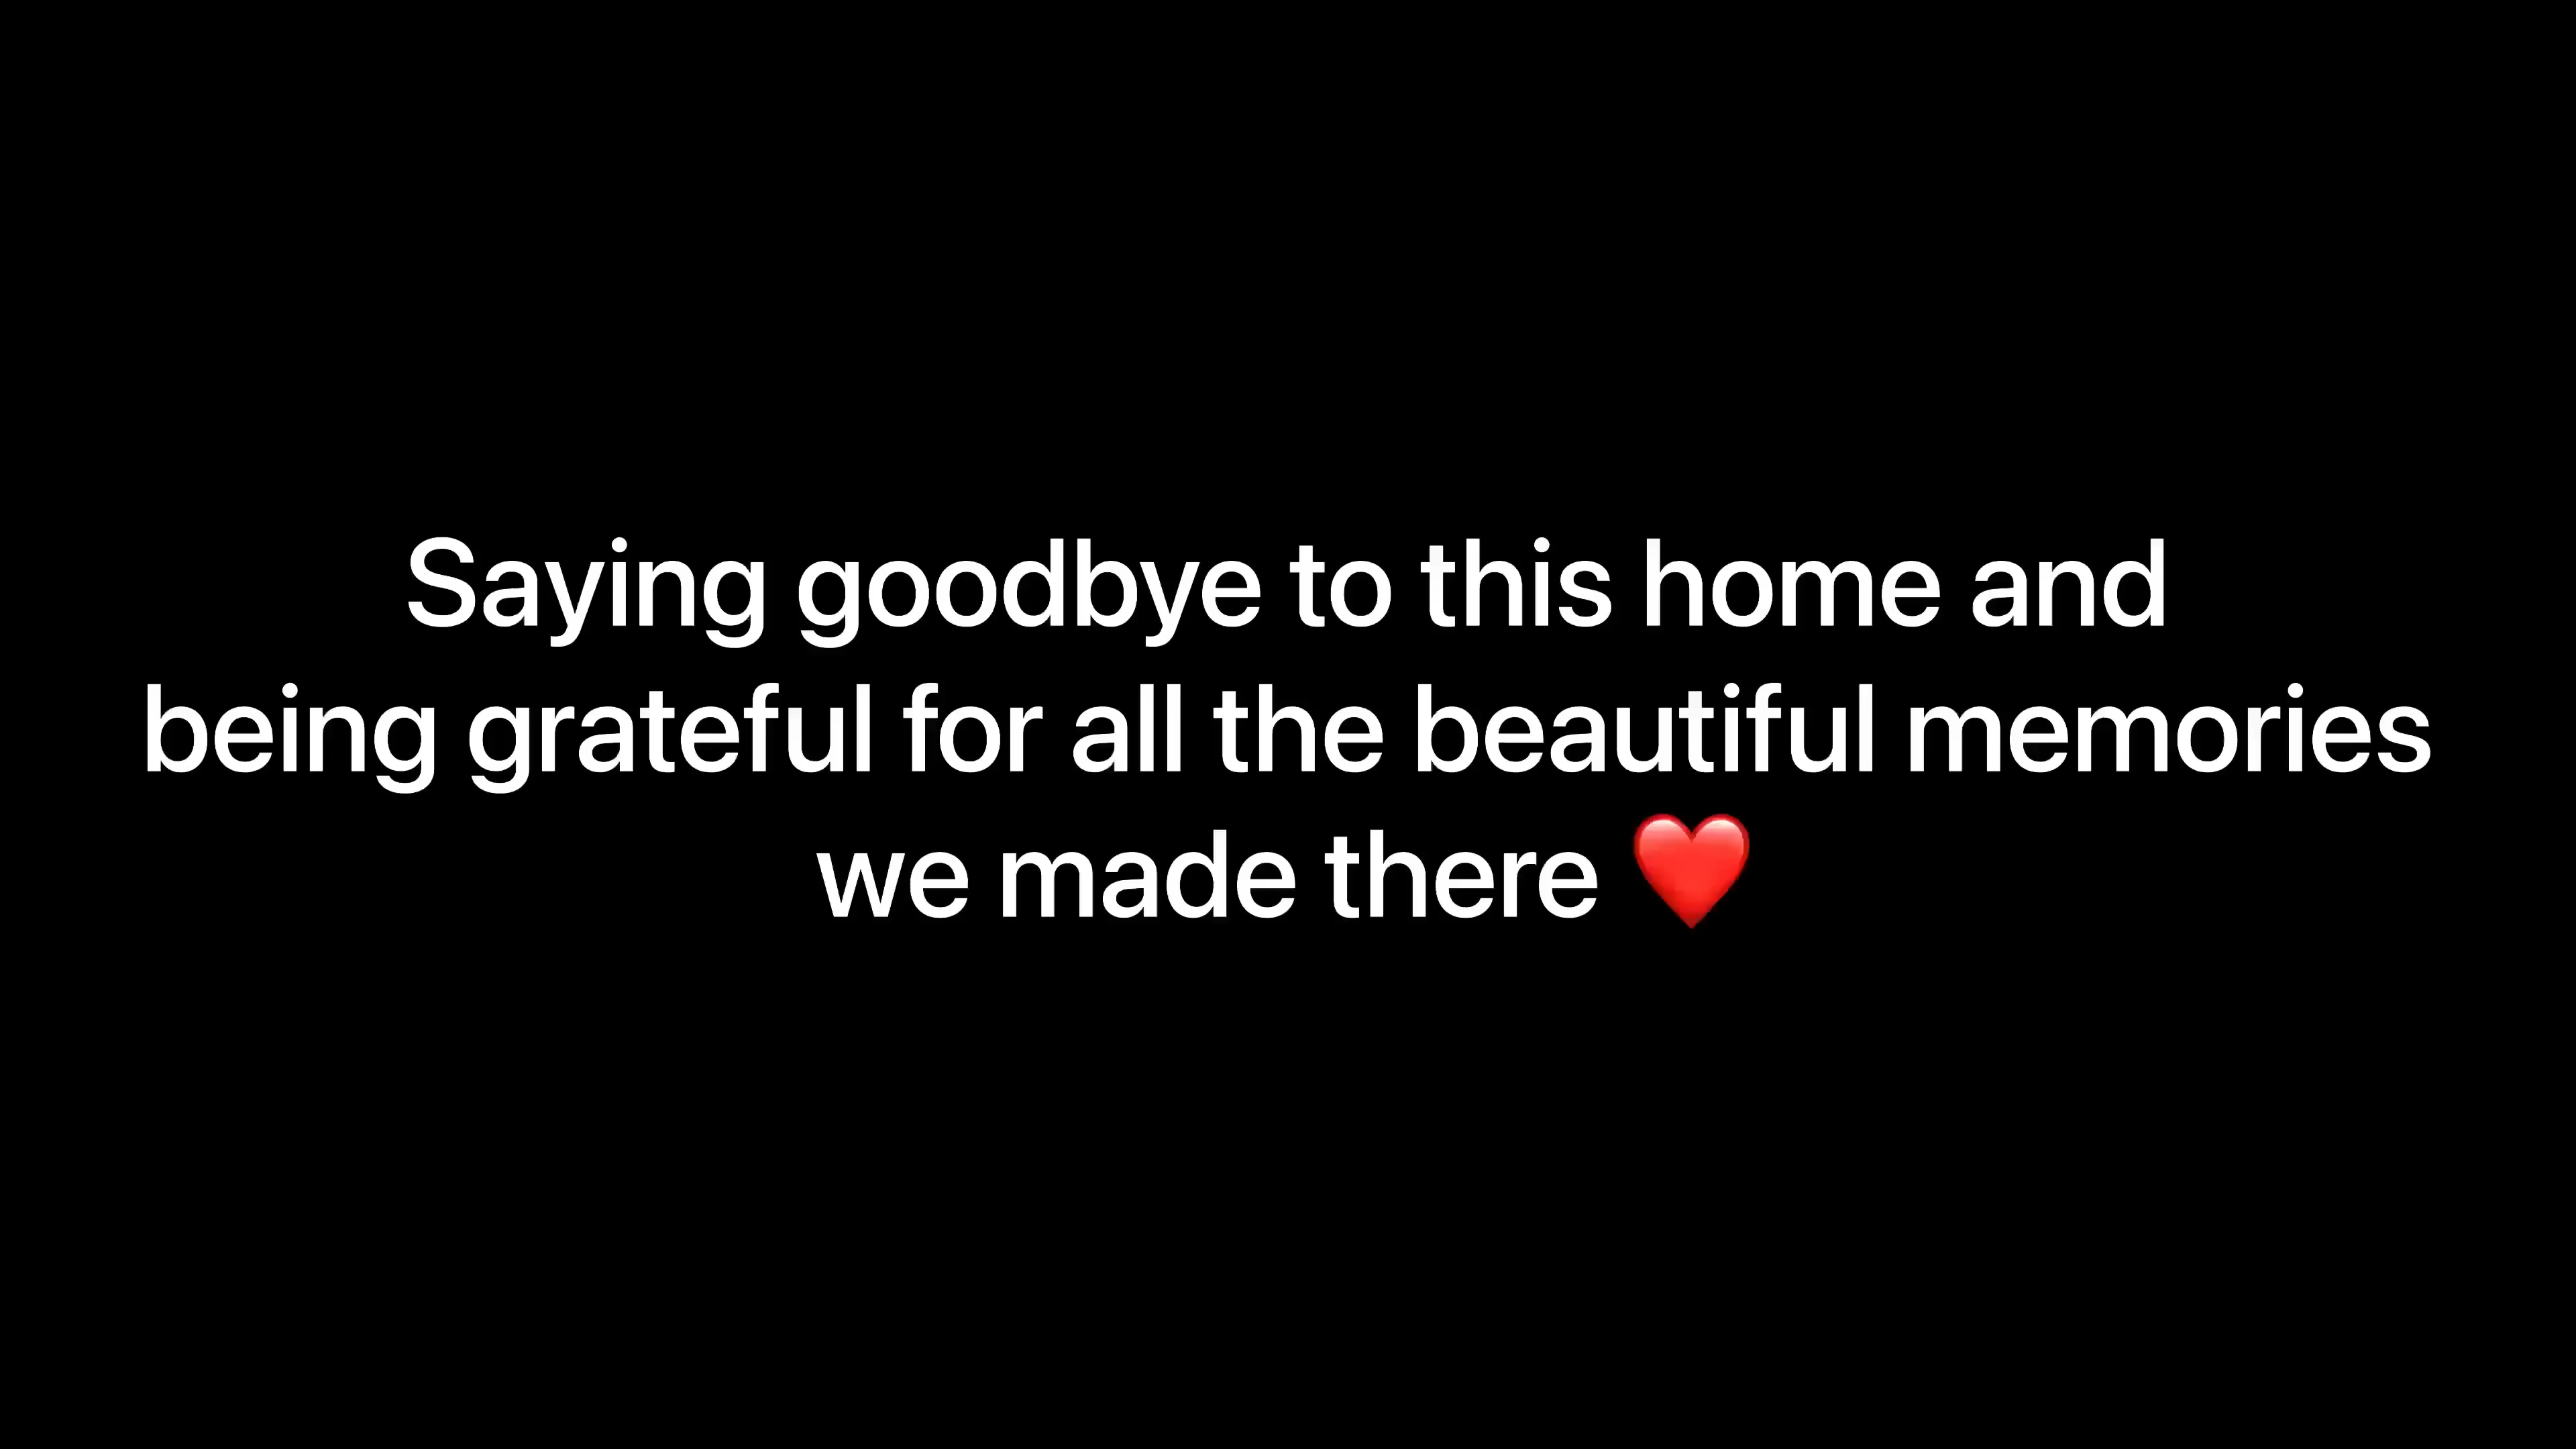 Saying goodbye to this home and
being grateful for all the beautiful memories
we made there ❤️